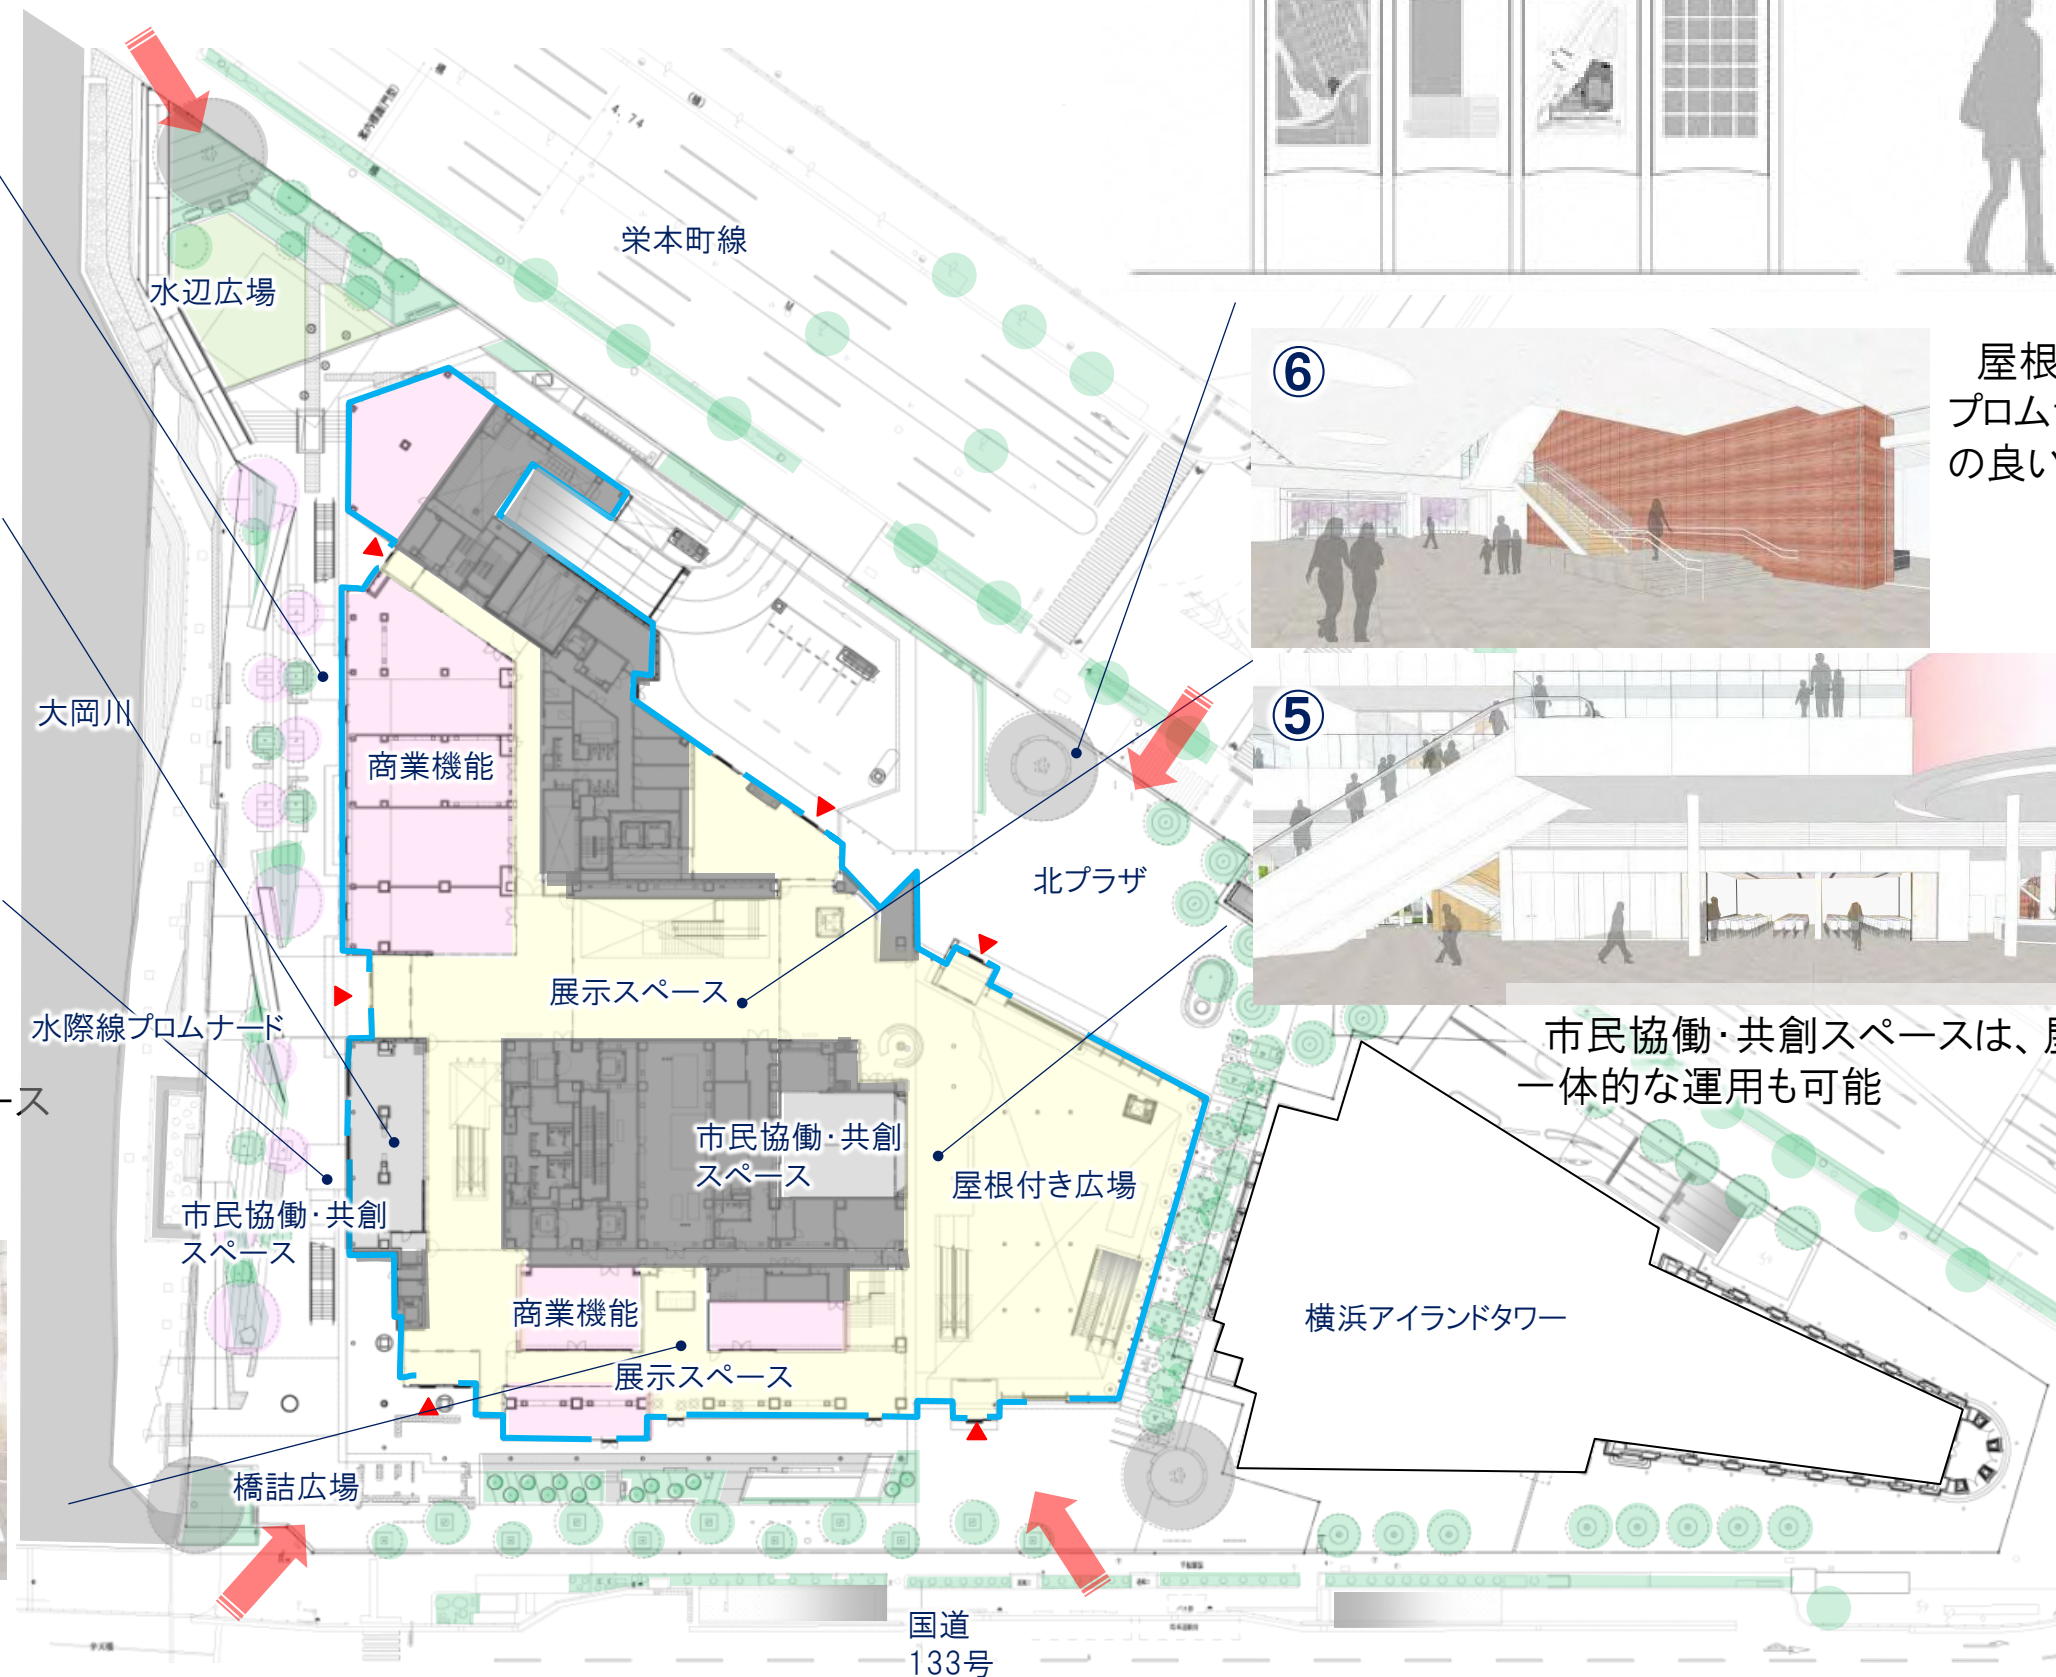 栄本町線
4.74
水辺広場
⑥
屋根
プロム
の良い
⑤
大岡川
商業機能
北プラザ
展示スペース
水際線プロムナード
市民協働・共創スペースは、屋
一体的な運用も可能
ース
市民協働・共創
スペース
屋根付き広場
市民協働・共創
スペース
商業機能
横浜アイランドタワー
展示スペース
橋詰広場
国道
133号